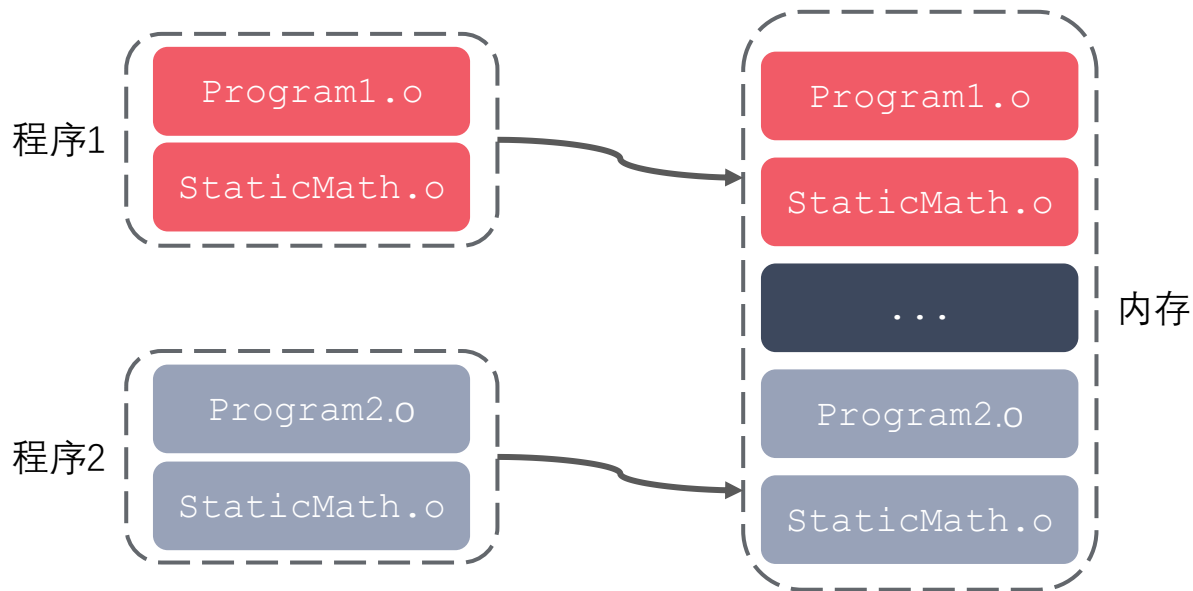 程序1
Program1.o
StaticMath.o
程序2
Program2.o
StaticMath.o
Program1.o
StaticMath.o
...
Program2.o
StaticMath.o
内存